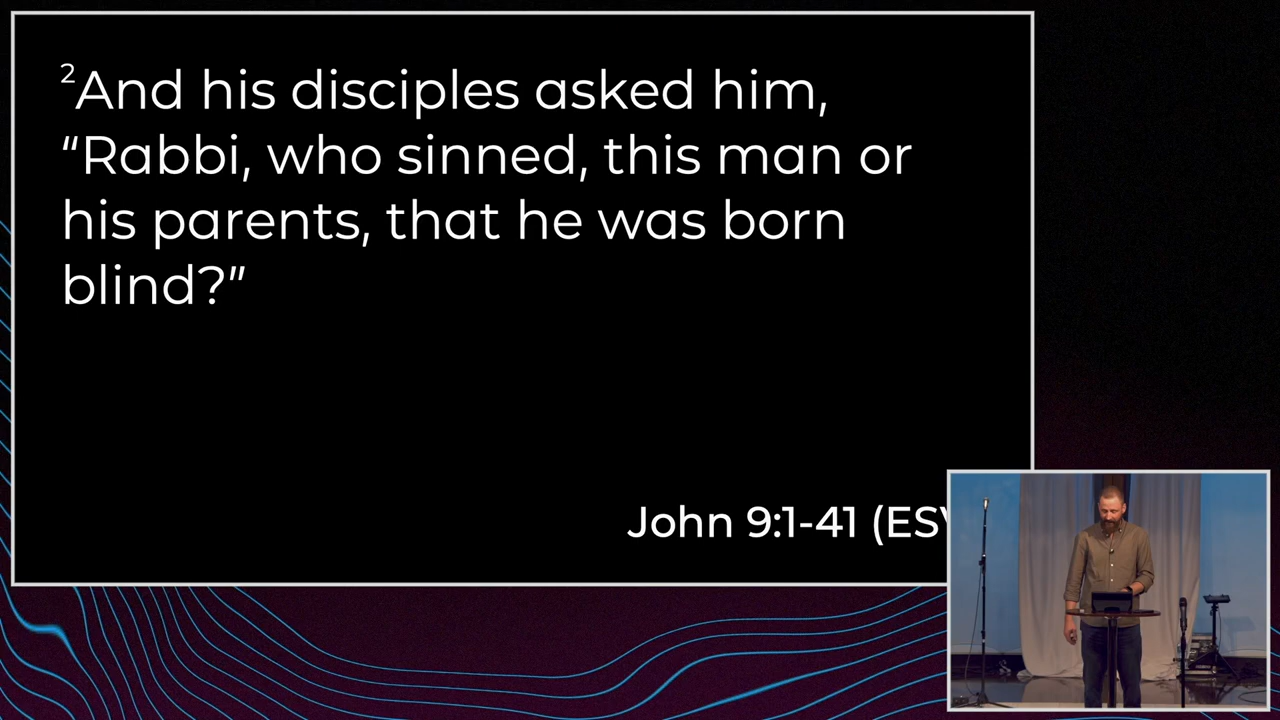 ²And his disciples asked him,
“Rabbi, who sinned, this man or
his parents, that he was born
blind?”
John 9:1-41 (ES